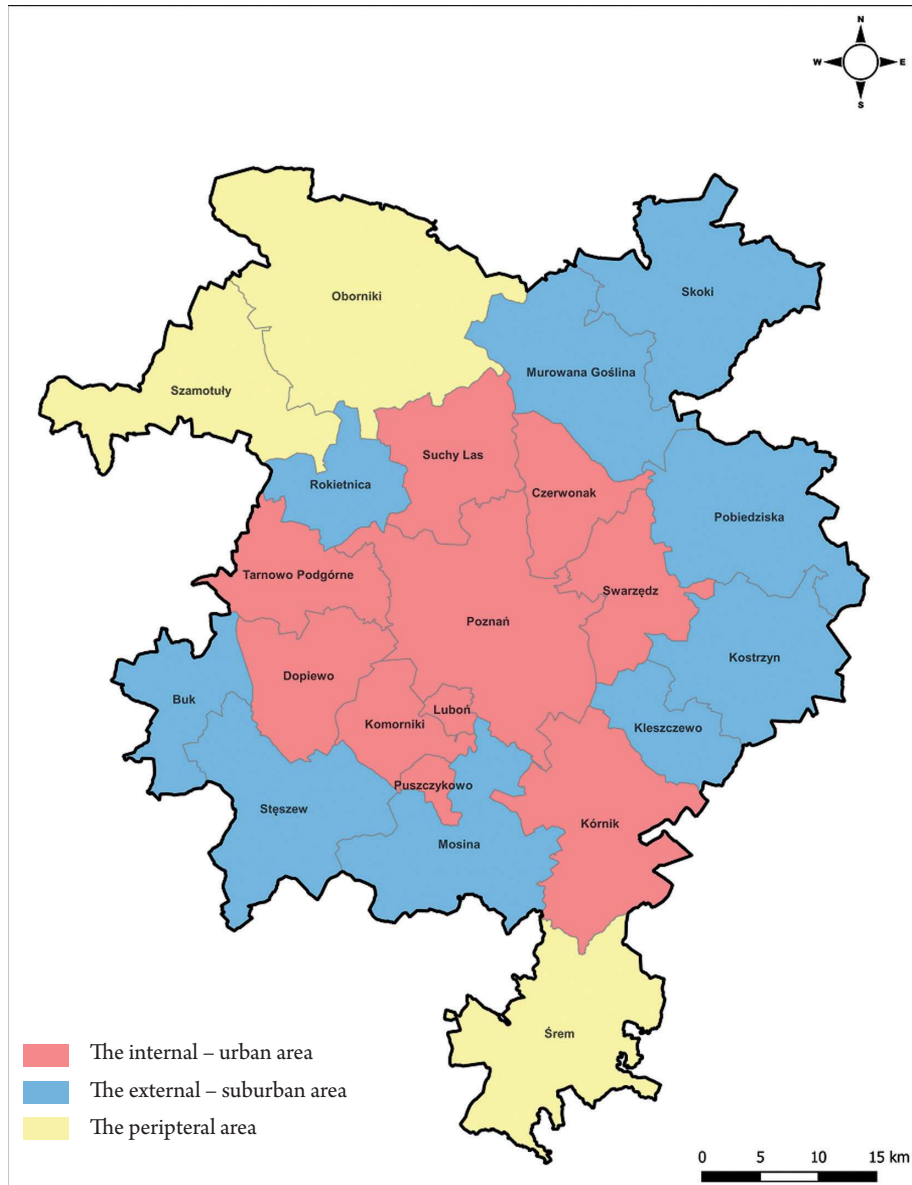 N
W E
S
Skoki
Oborniki
Murowana Goślina
Szamotuły
Suchy Las
Rokietnica
Czerwonak
Pobiedziska
Tarnowo Podgórne
Swarzędz
Poznań
Kostrzyn
Dopiewo
Buk
Luboń
Komorniki
Kleszczewo
Puszczykowo
Stęszew
Kórnik
Mosina
Śrem
The internal – urban area
The external – suburban area
The peripteral area
0 5 10 15 km